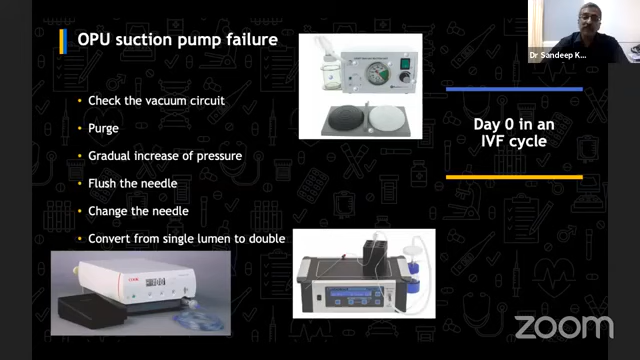 OPU suction pump failure
Dr Sandeep K...
• Check the vacuum circuit
• Purge
• Gradual increase of pressure
• Flush the needle
• Change the needle
• Convert from single lumen to double
Day 0 in an
IVF cycle
zoom